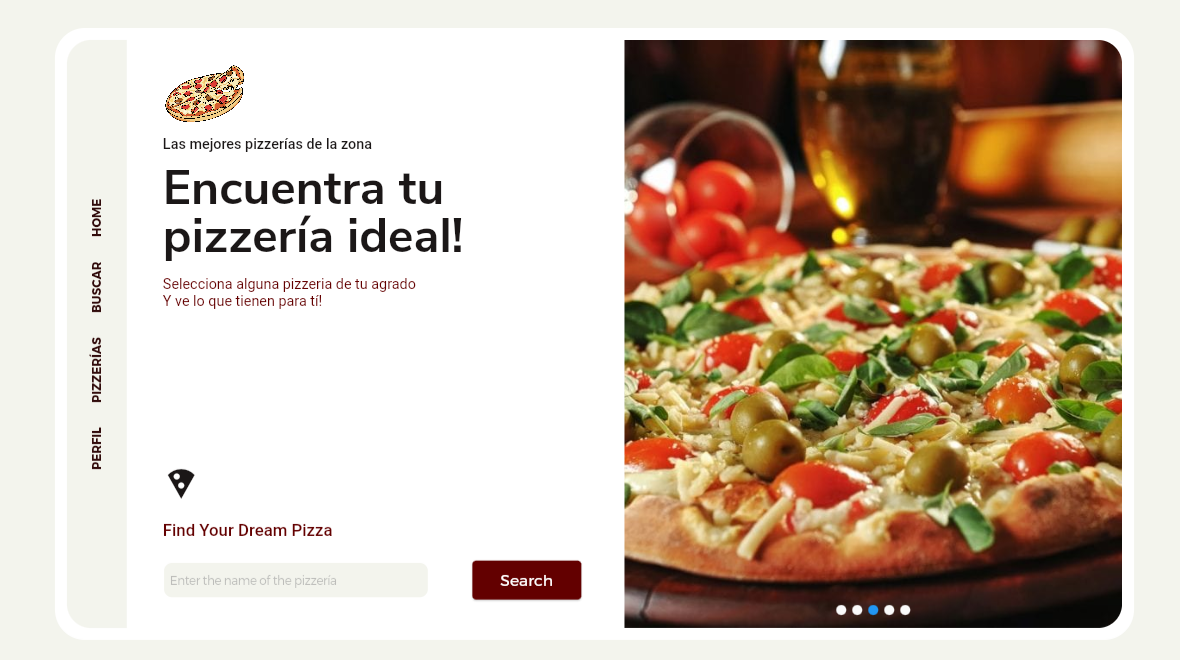 HOME
BUSCAR
PIZZERÍAS
PERFIL
Las mejores pizzerías de la zona
Encuentra tu
pizzería ideal!
Selecciona alguna pizzeria de tu agrado
Y ve lo que tienen para tí!
Find Your Dream Pizza
Enter the name of the pizzeria
Search